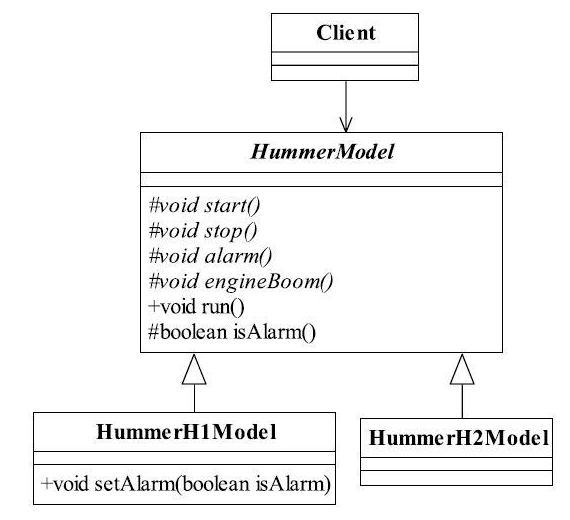 Client
HummerModel
#void start()
#void stop()
#void alarm()
#void engineBoom()
+void run()
#boolean isAlarm()
HummerH1Model
+void setAlarm(boolean isAlarm)
HummerH2Model